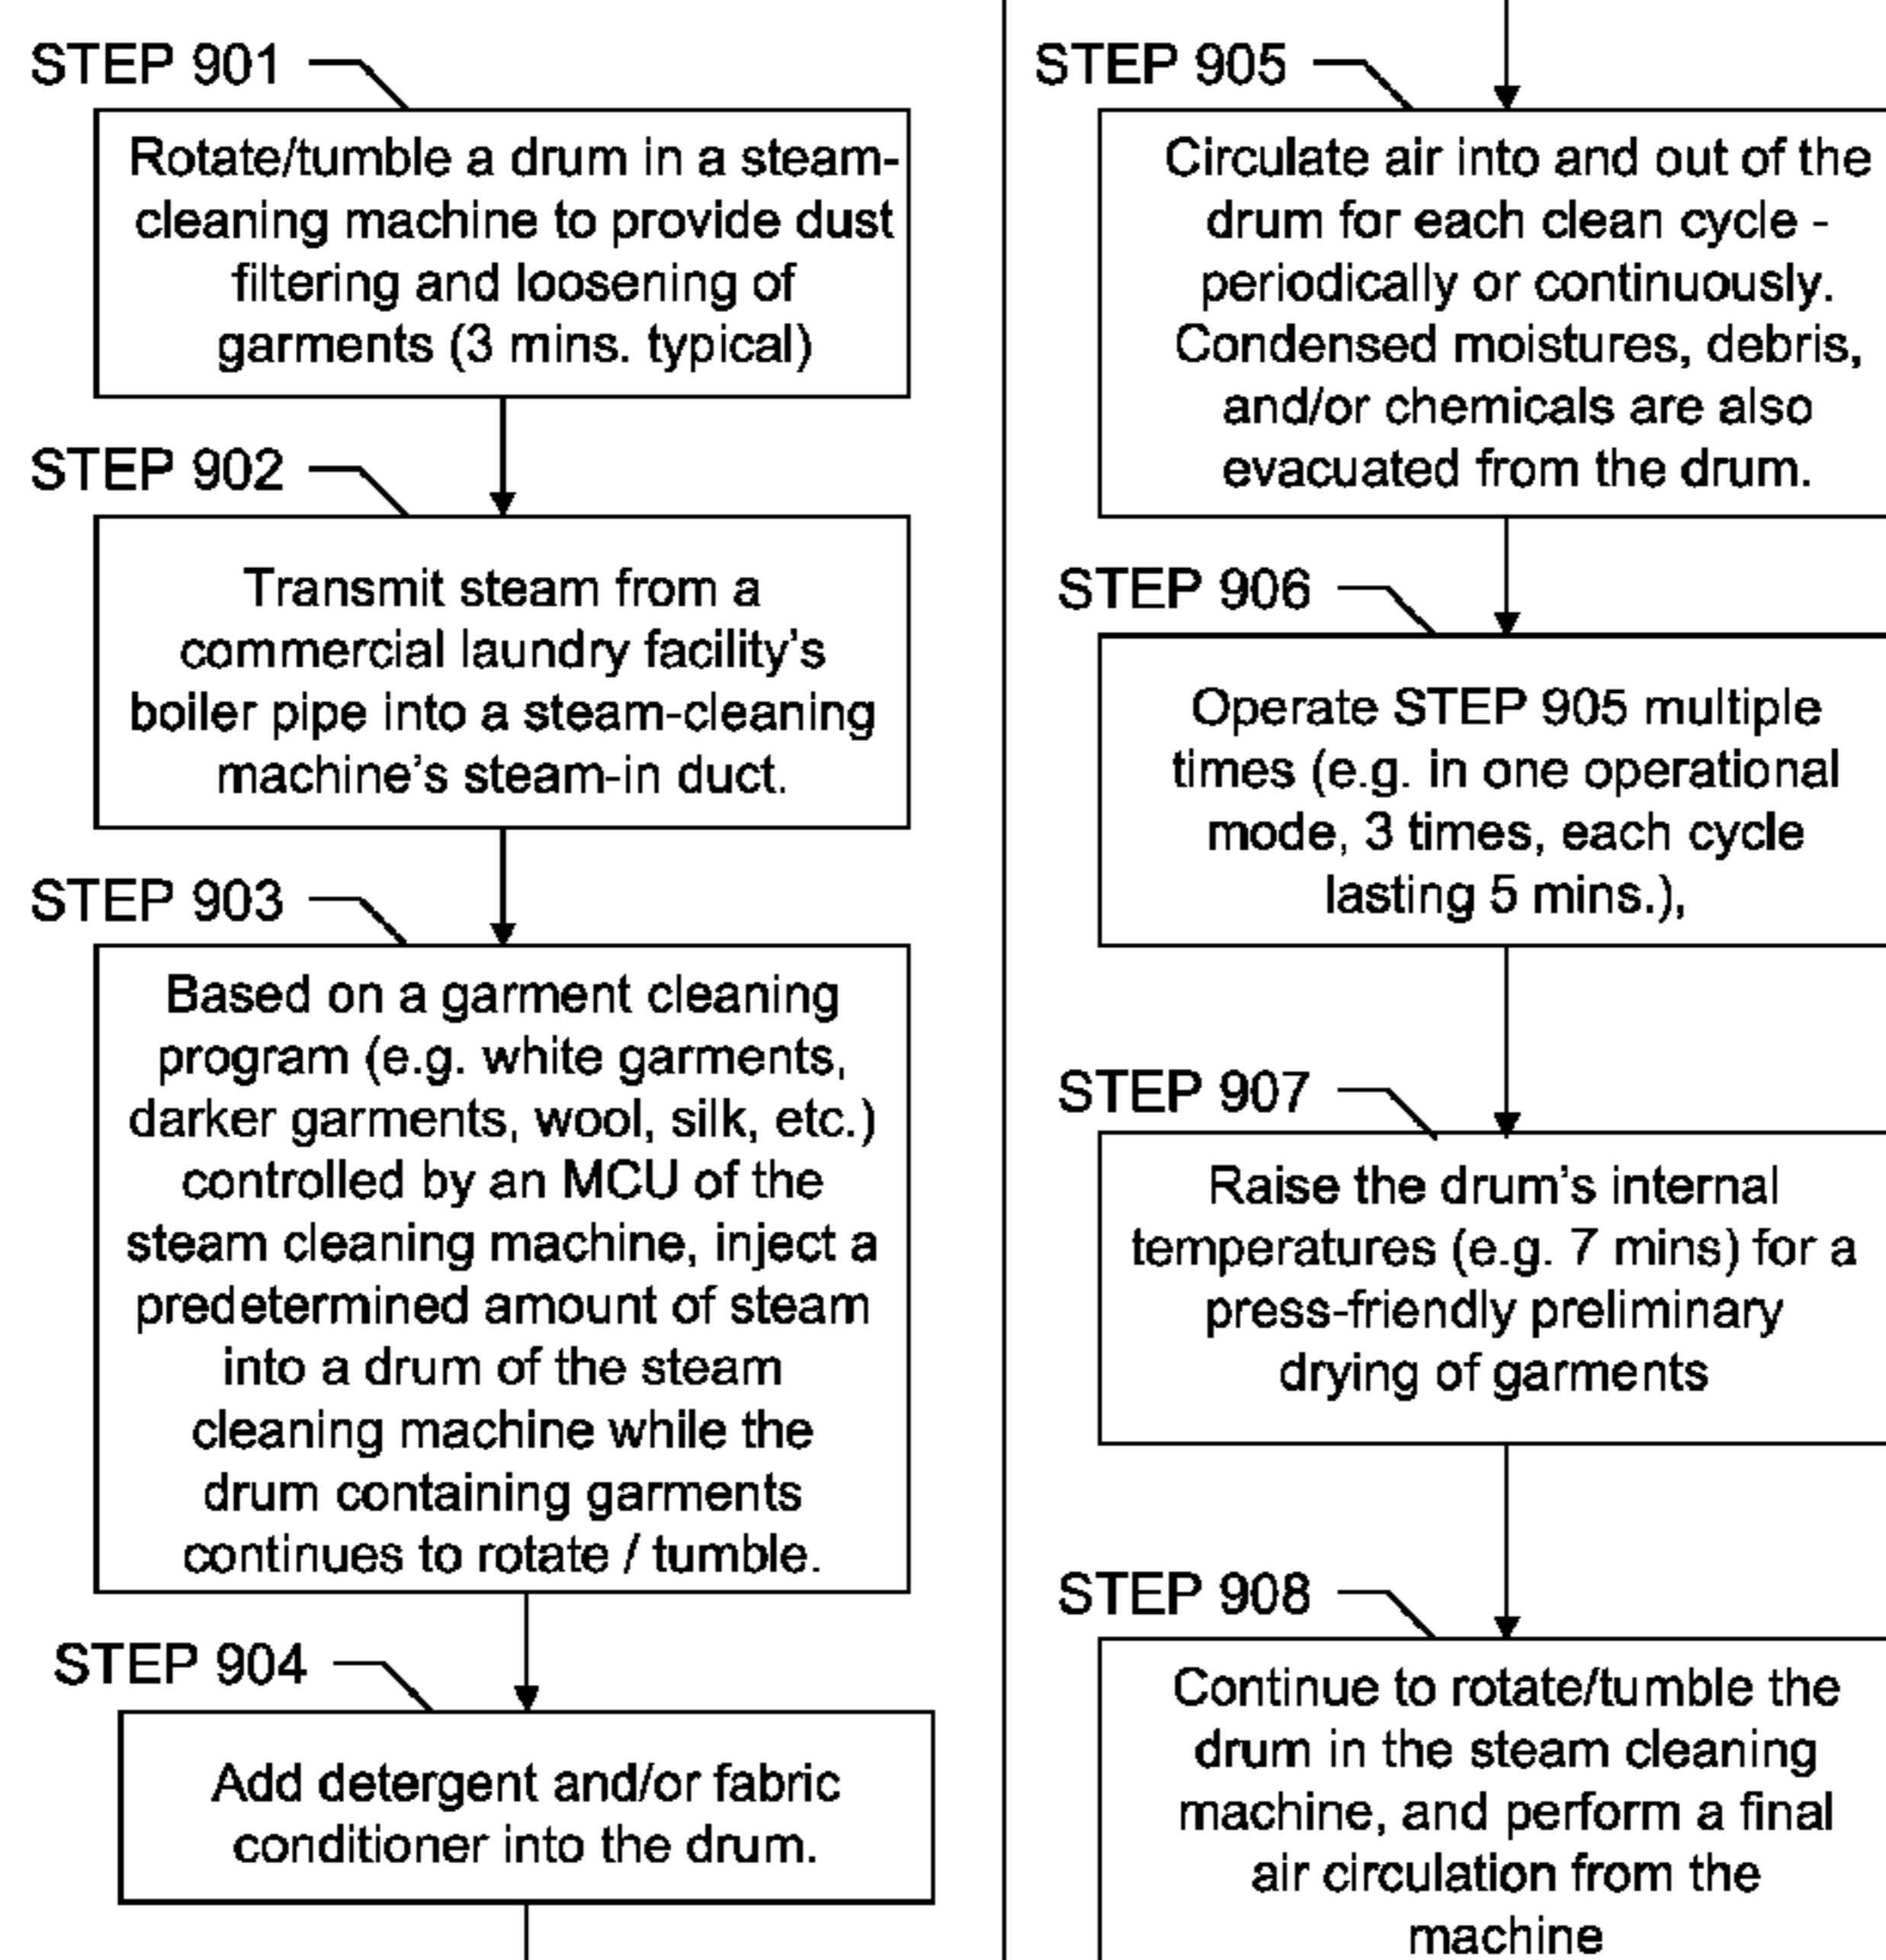 STEP 901
Rotate/tumble a drum in a steam-
cleaning machine to provide dust
filtering and loosening of
garments (3 mins. typical)
STEP 902
Transmit steam from a
commercial laundry facility's
boiler pipe into a steam-cleaning
machine's steam-in duct.
STEP 903
Based on a garment cleaning
program (e.g. white garments,
darker garments, wool, silk, etc.)
controlled by an MCU of the
steam cleaning machine, inject a
predetermined amount of steam
into a drum of the steam
cleaning machine while the
drum containing garments
continues to rotate / tumble.
STEP 904
Add detergent and/or fabric
conditioner into the drum.
STEP 905
Circulate air into and out of the
drum for each clean cycle -
periodically or continuously.
Condensed moistures, debris,
and/or chemicals are also
evacuated from the drum.
STEP 906
Operate STEP 905 multiple
times (e.g. in one operational
mode, 3 times, each cycle
lasting 5 mins.),
STEP 907
Raise the drum's internal
temperatures (e.g. 7 mins) for a
press-friendly preliminary
drying of garments
STEP 908
Continue to rotate/tumble the
drum in the steam cleaning
machine, and perform a final
air circulation from the
machine